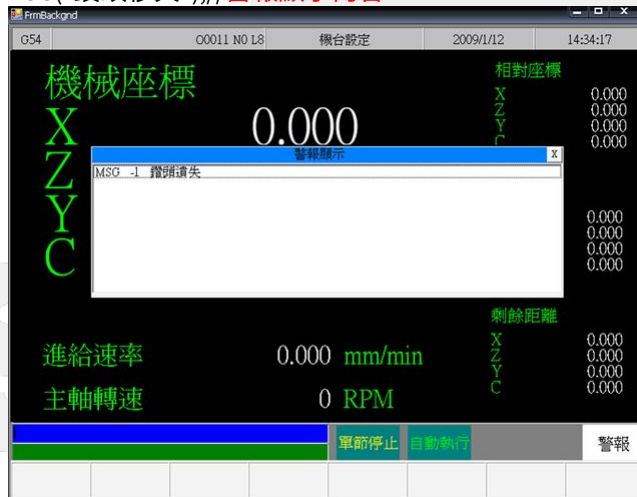 FrmBackgnd
G54 O0011 N0 L8 機台設定 2009/1/12 14:34:17
機械座標
相對座標
X 0.000
X 0.000
Z 0.000
Y 0.000
C 0.000
警報顯示 X
MSG -1 鑽頭遺失
Z
Y
C
0.000
0.000
0.000
0.000
剩餘距離
X 0.000
Z 0.000
Y 0.000
C 0.000
進給速率 0.000 mm/min
主軸轉速 0 RPM
單節停止 自動執行 警報